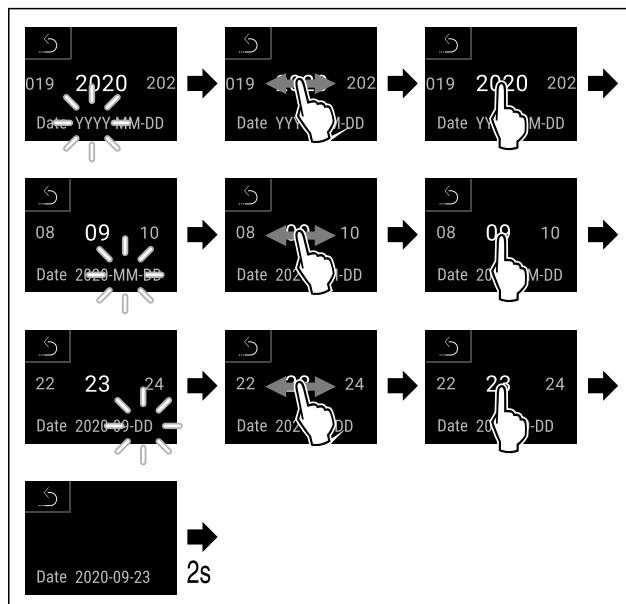 019 2020 202
Date YYYY-MM-DD
019 202
Date
019 2020 202
Date
08 09 10
Date 2020-MM-DD
08 10
Date
08 09 10
Date
22 23 24
Date 2020-09-DD
22 24
Date
22 23 24
Date
Date 2020-09-23
2s